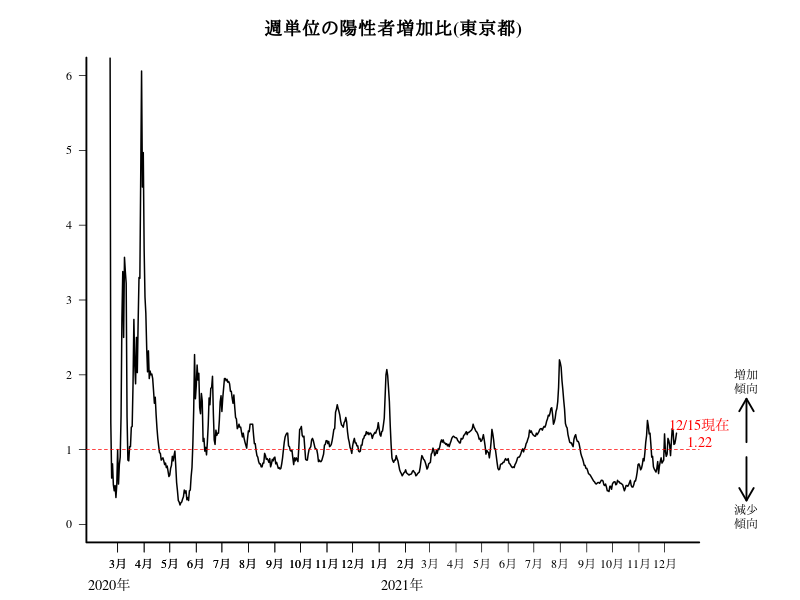 週単位の陽性者増加比(東京都)
6
5
4
3
2
1
0
増加
傾向
12/15現在
1.22
減少
傾向
3月 4月 5月 6月 7月 8月 9月 10月 11月 12月 1月 2月 3月 4月 5月 6月 7月 8月 9月 10月 11月 12月
2020年 2021年